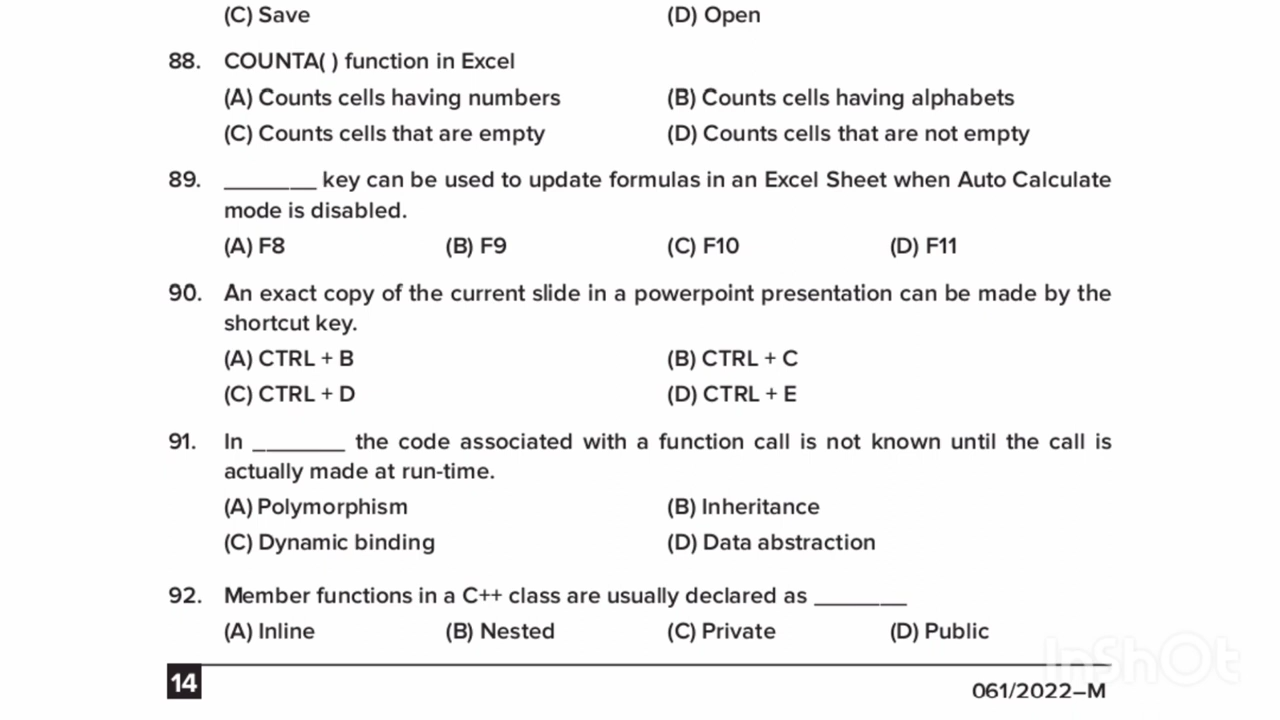 (C) Save (D) Open
88. COUNTA( ) function in Excel
(A) Counts cells having numbers (B) Counts cells having alphabets
(C) Counts cells that are empty (D) Counts cells that are not empty
89. ________ key can be used to update formulas in an Excel Sheet when Auto Calculate
mode is disabled.
(A) F8 (B) F9 (C) F10 (D) F11
90. An exact copy of the current slide in a powerpoint presentation can be made by the
shortcut key.
(A) CTRL + B (B) CTRL + C
(C) CTRL + D (D) CTRL + E
91. In ________ the code associated with a function call is not known until the call is
actually made at run-time.
(A) Polymorphism (B) Inheritance
(C) Dynamic binding (D) Data abstraction
92. Member functions in a C++ class are usually declared as ________
(A) Inline (B) Nested (C) Private (D) Public
InShOt
14 061/2022–M